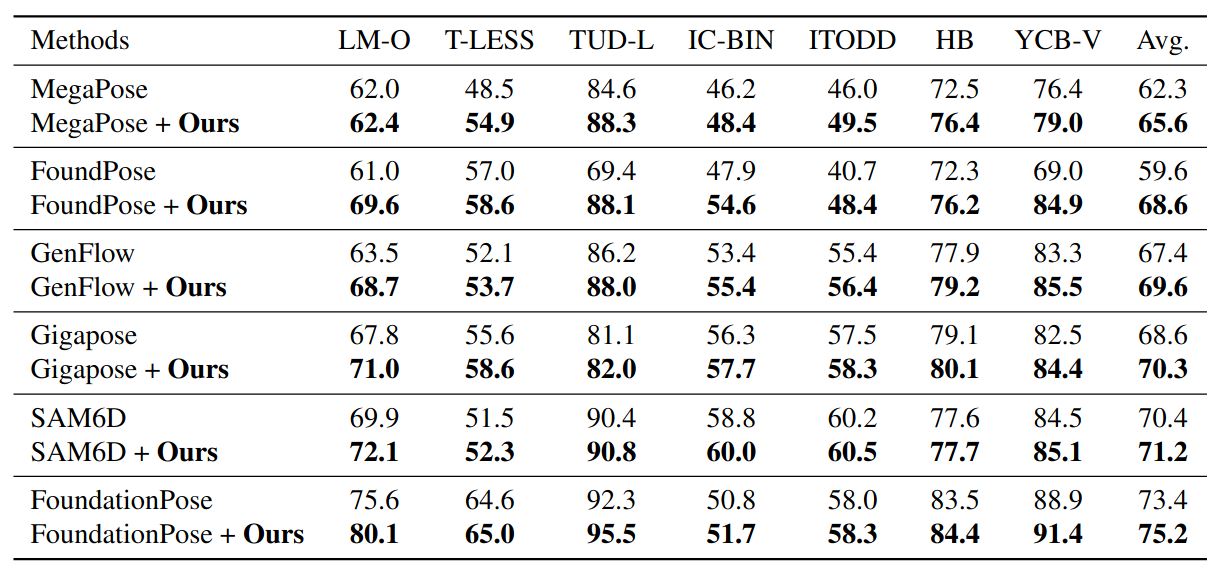 Methods LM-O T-LESS TUD-L IC-BIN ITODD HB YCB-V Avg.
MegaPose 62.0 48.5 84.6 46.2 46.0 72.5 76.4 62.3
MegaPose + Ours 62.4 54.9 88.3 48.4 49.5 76.4 79.0 65.6
FoundPose 61.0 57.0 69.4 47.9 40.7 72.3 69.0 59.6
FoundPose + Ours 69.6 58.6 88.1 54.6 48.4 76.2 84.9 68.6
GenFlow 63.5 52.1 86.2 53.4 55.4 77.9 83.3 67.4
GenFlow + Ours 68.7 53.7 88.0 55.4 56.4 79.2 85.5 69.6
Gigapose 67.8 55.6 81.1 56.3 57.5 79.1 82.5 68.6
Gigapose + Ours 71.0 58.6 82.0 57.7 58.3 80.1 84.4 70.3
SAM6D 69.9 51.5 90.4 58.8 60.2 77.6 84.5 70.4
SAM6D + Ours 72.1 52.3 90.8 60.0 60.5 77.7 85.1 71.2
FoundationPose 75.6 64.6 92.3 50.8 58.0 83.5 88.9 73.4
FoundationPose + Ours 80.1 65.0 95.5 51.7 58.3 84.4 91.4 75.2